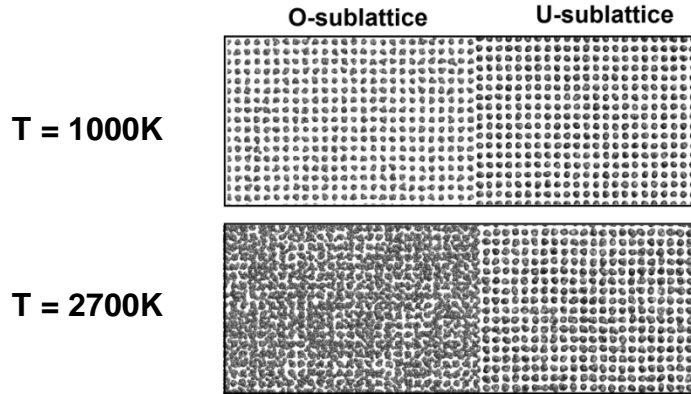 O-sublattice U-sublattice
T = 1000K
T = 2700K